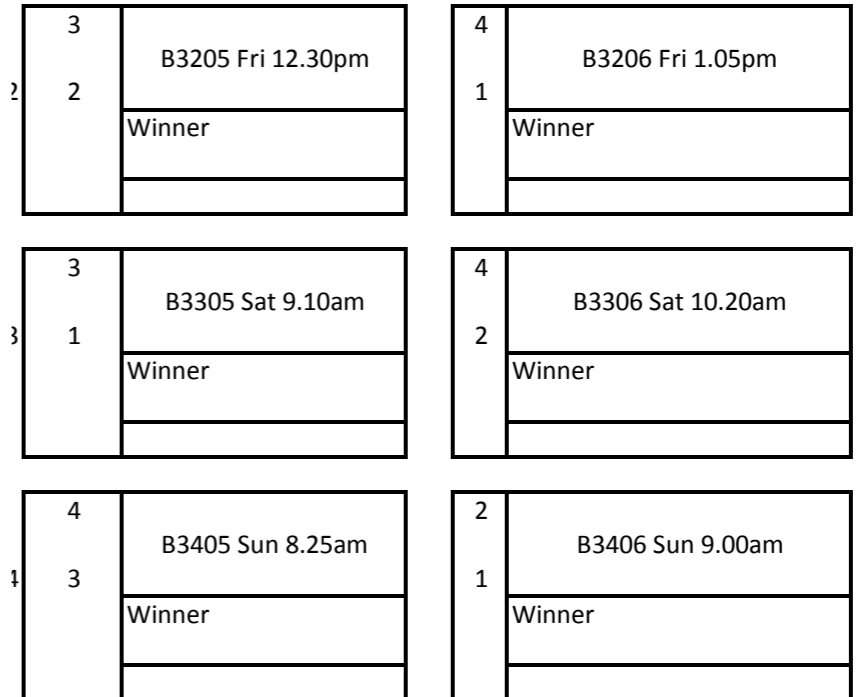 3
B3205 Fri 12.30pm
2
Winner
4
B3206 Fri 1.05pm
1
Winner
3
B3305 Sat 9.10am
1
Winner
4
B3306 Sat 10.20am
2
Winner
4
B3405 Sun 8.25am
3
Winner
2
B3406 Sun 9.00am
1
Winner